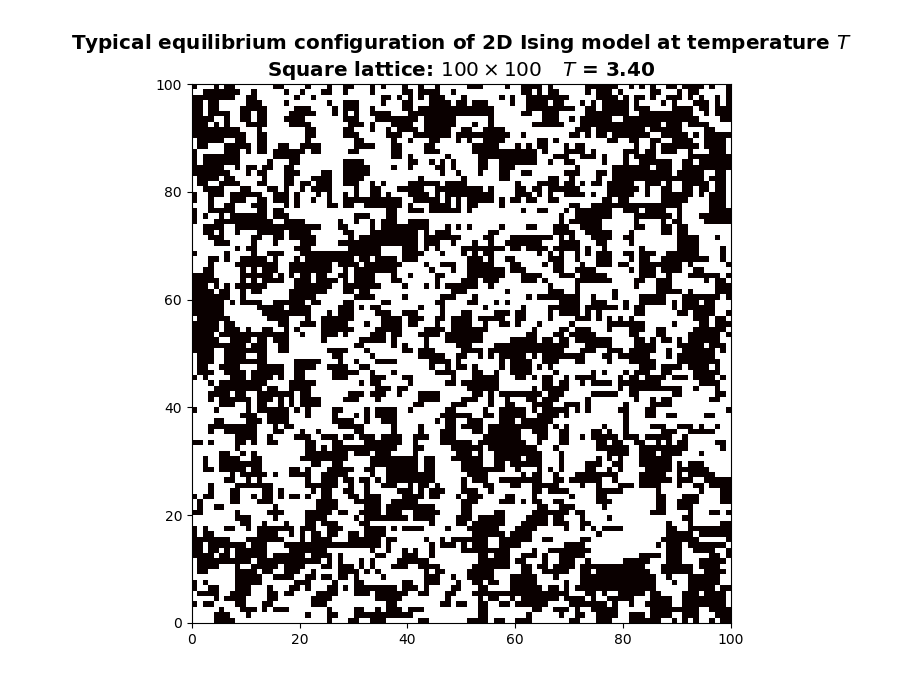 Typical equilibrium configuration of 2D Ising model at temperature T
Square lattice: 100 × 100 T = 3.40
100
80
60
40
20
0
0 20 40 60 80 100